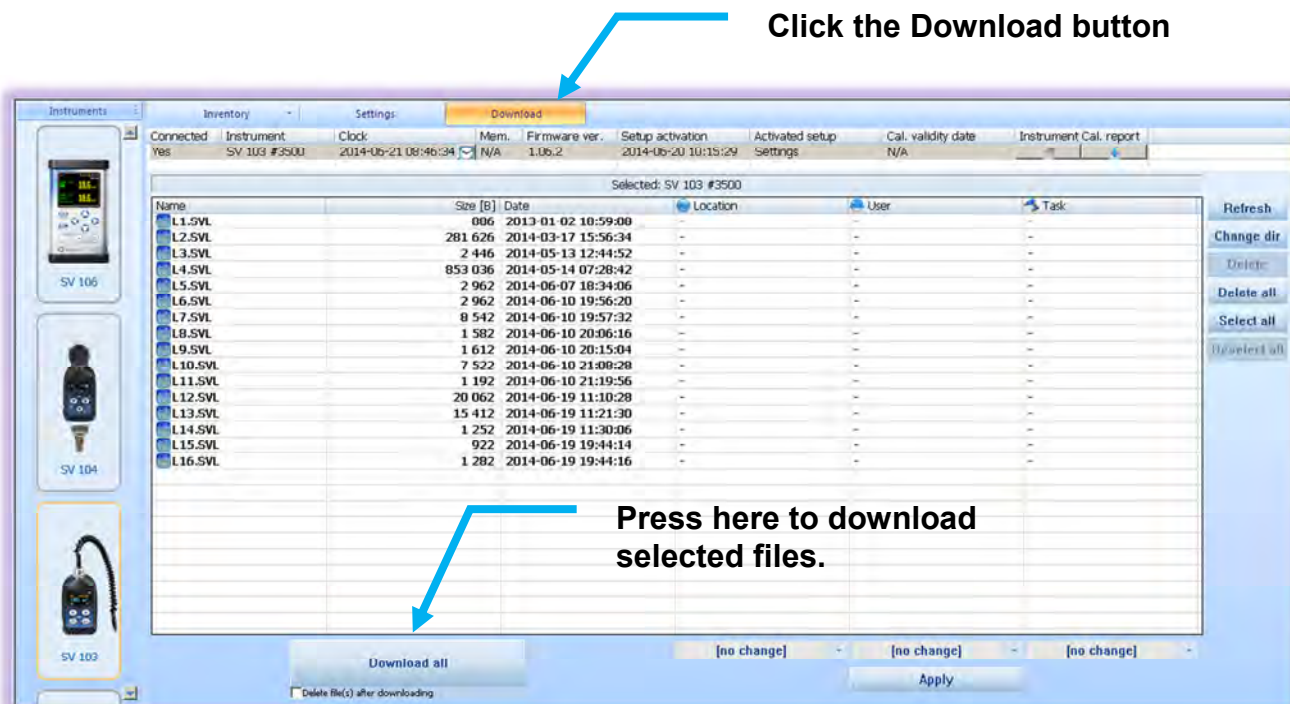 Click the Download button
Instruments
Inventory
Settings
Download
Connected Instrument Clock Mem. Firmware ver. Setup activation Activated setup Cal. validity date Instrument Cal. report
Yes SV 103 #3500 2014-06-21 08:46:34 N/A 1.06.2 2014-06-20 10:15:29 Settings N/A
Selected: SV 103 #3500
Name Size [B] Date Location User Task
L1.SVL 2013-01-02 10:59:08 - - -
L2.SVL 281 626 2014-03-17 15:56:34 - - -
L3.SVL 2 446 2014-05-13 12:44:52 - - -
L4.SVL 853 036 2014-05-14 07:28:42 - - -
L5.SVL 2 962 2014-06-07 18:34:06 - - -
L6.SVL 2 962 2014-06-10 19:56:20 - - -
L7.SVL 8 542 2014-06-10 19:57:32 - - -
L8.SVL 1 582 2014-06-10 20:06:16 - - -
L9.SVL 1 612 2014-06-10 20:15:04 - - -
L10.SVL 7 522 2014-06-10 21:08:28 - - -
L11.SVL 1 192 2014-06-10 21:19:56 - - -
L12.SVL 20 062 2014-06-19 11:10:28 - - -
L13.SVL 15 412 2014-06-19 11:21:30 - - -
L14.SVL 1 252 2014-06-19 11:30:06 - - -
L15.SVL 922 2014-06-19 19:44:14 - - -
L16.SVL 1 282 2014-06-19 19:44:16 - - -
Refresh
Change dir
Delete
Delete all
Select all
Deselect all
SV 106
SV 104
SV 103
Press here to download
selected files.
Download all
Delete file(s) after downloading
[no change] [no change] [no change]
Apply